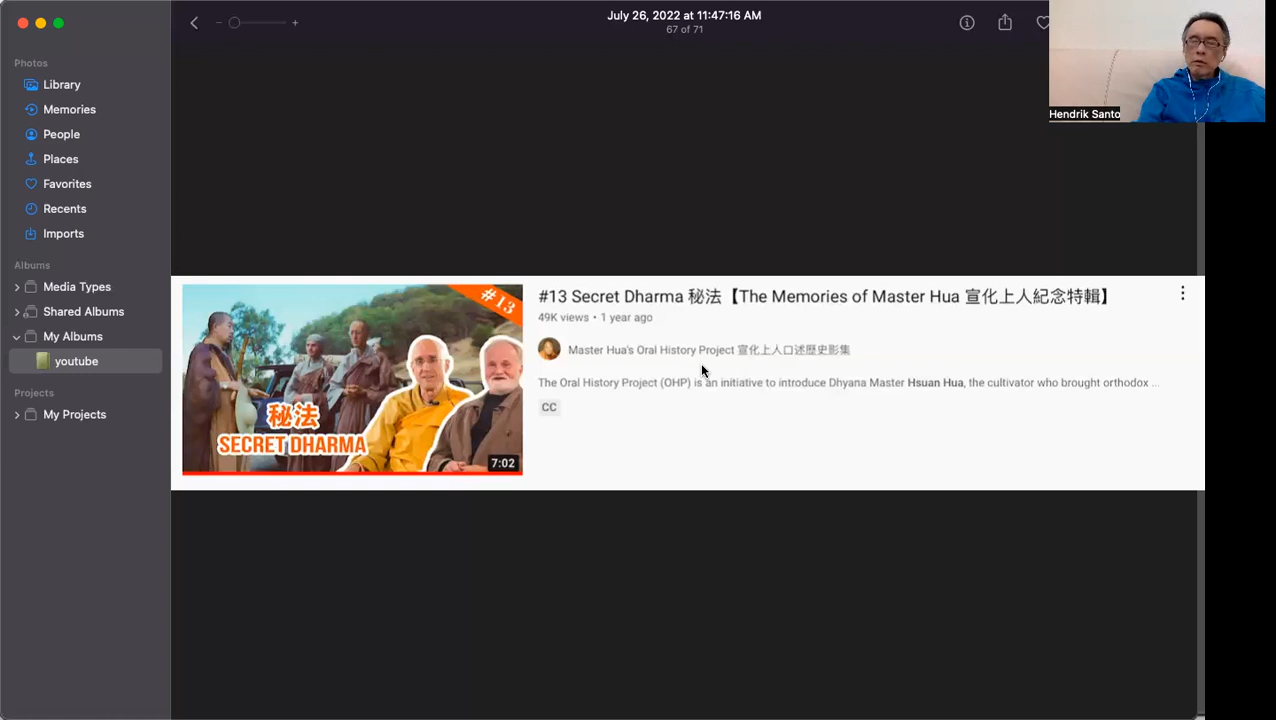 July 26, 2022 at 11:47:16 AM
67 of 71
Hendrik Santo
Photos
Library
Memories
People
Places
Favorites
Recents
Imports
Albums
Media Types
Shared Albums
My Albums
youtube
Projects
My Projects
#13
秘法
SECRET DHARMA
7:02
#13 Secret Dharma 秘法【The Memories of Master Hua 宣化上人紀念特輯】
49K views • 1 year ago
Master Hua's Oral History Project 宣化上人口述歷史影集
The Oral History Project (OHP) is an initiative to introduce Dhyana Master Hsuan Hua, the cultivator who brought orthodox ...
CC